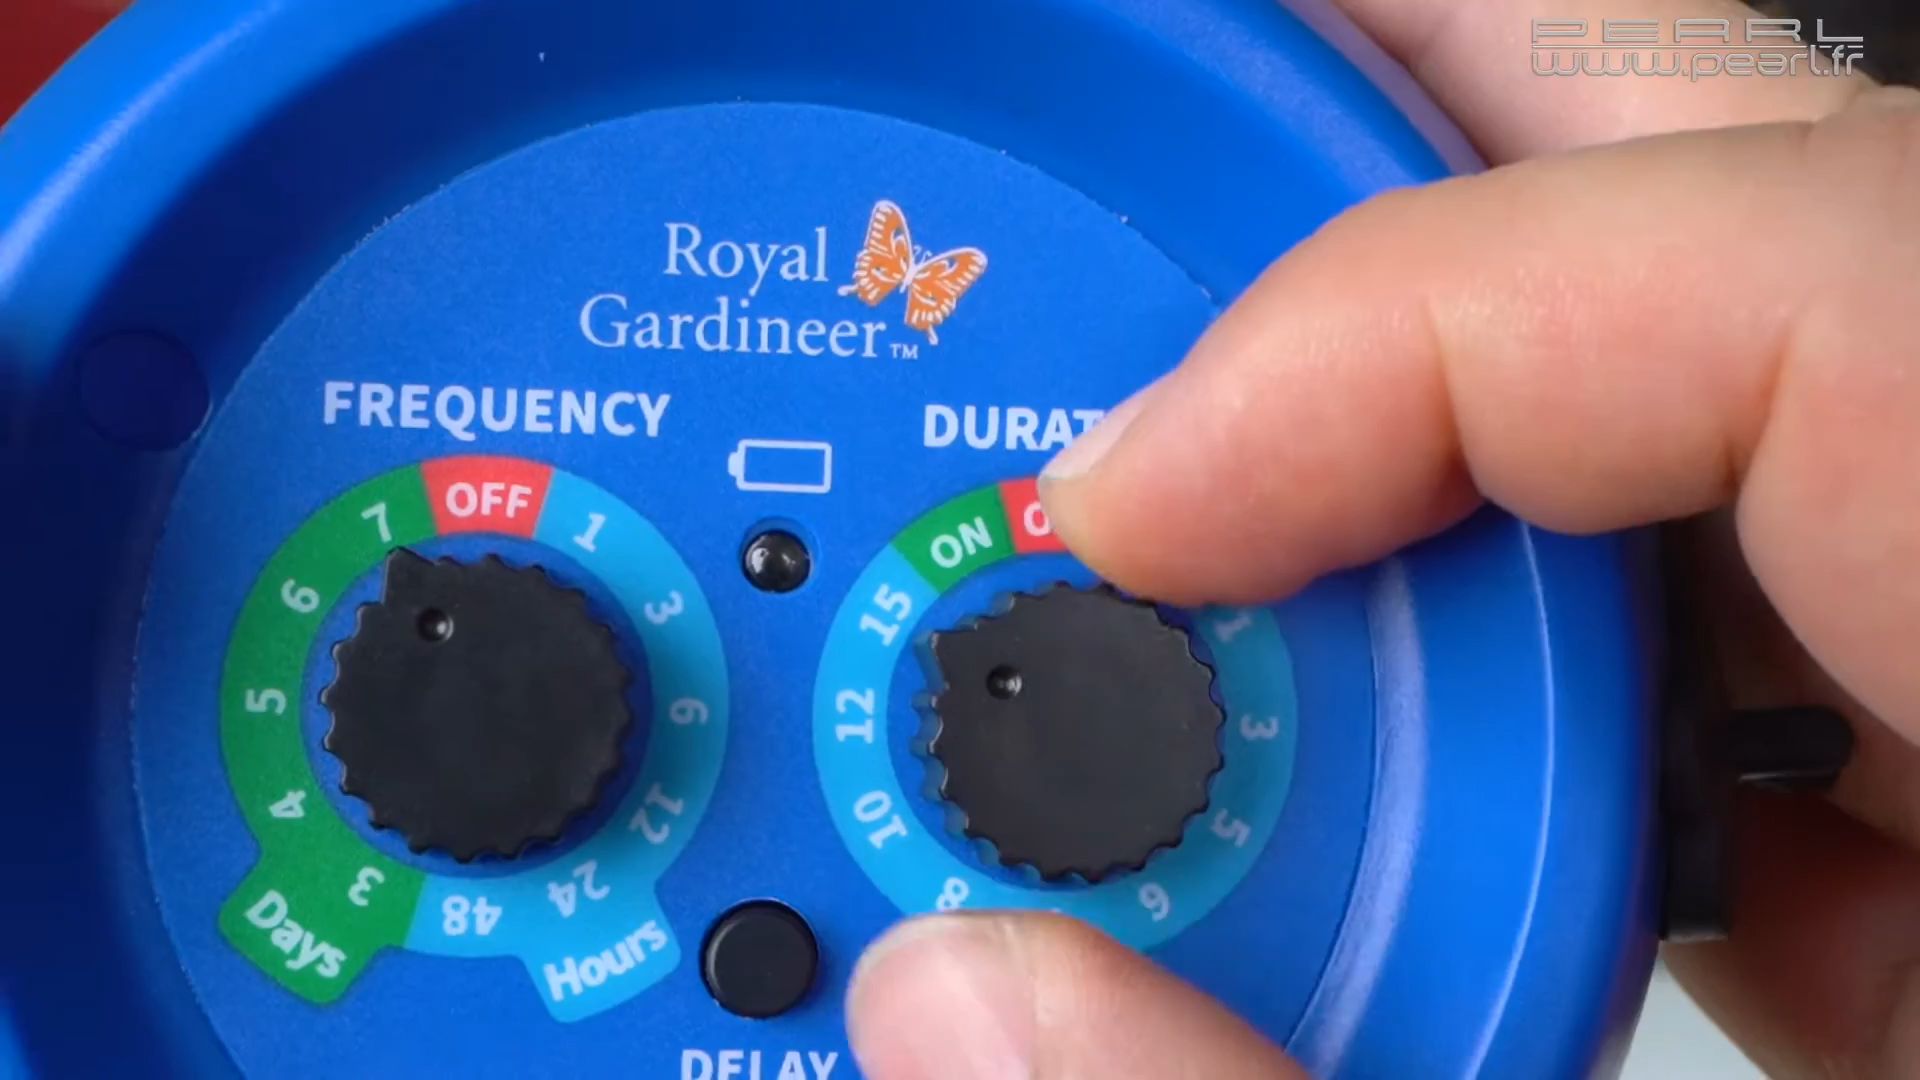 PEARL
www.pearl.fr
Royal
Gardineer™
FREQUENCY
DURAT
OFF
1
3
6
12
24
48
Hours
3
4
5
6
7
Days
ON
1
3
5
6
8
10
12
15
DELAY